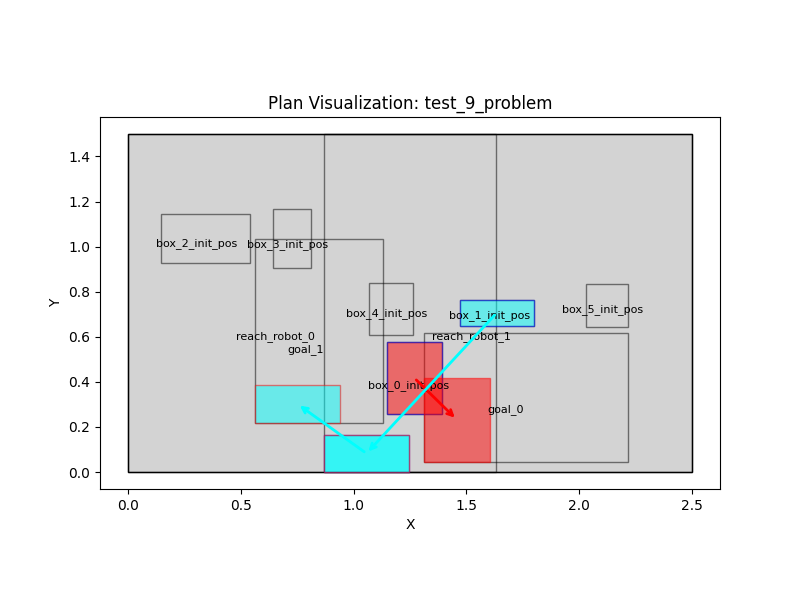 Plan Visualization: test_9_problem
Y
1.4
1.2
1.0
0.8
0.6
0.4
0.2
0.0
box_2_init_pos
box_3_init_pos
box_4_init_pos
box_1_init_pos
box_5_init_pos
reach_robot_0
reach_robot_1
goal_1
box_0_init_pos
goal_0
0.0
0.5
1.0
1.5
2.0
2.5
X